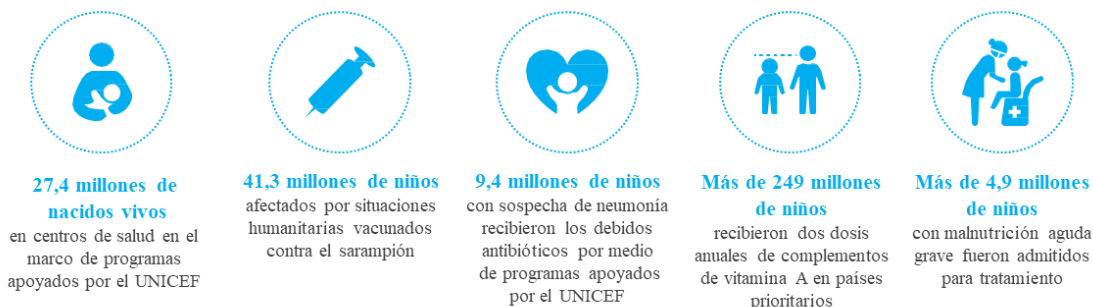 27,4 millones de
nacidos vivos
en centros de salud en el
marco de programas
apoyados por el UNICEF
41,3 millones de niños
afectados por situaciones
humanitarias vacunados
contra el sarampión
9,4 millones de niños
con sospecha de neumonía
recibieron los debidos
antibióticos por medio
de programas apoyados
por el UNICEF
Más de 249 millones
de niños
recibieron dos dosis
anuales de complementos
de vitamina A en países
prioritarios
Más de 4,9 millones
de niños
con malnutrición aguda
grave fueron admitidos
para tratamiento